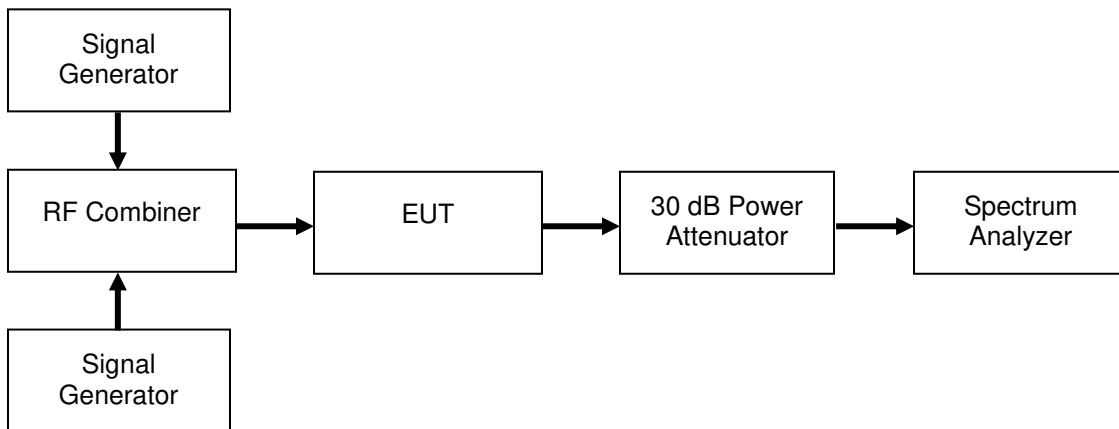 Signal
Generator
RF Combiner
EUT
30 dB Power
Attenuator
Spectrum
Analyzer
Signal
Generator